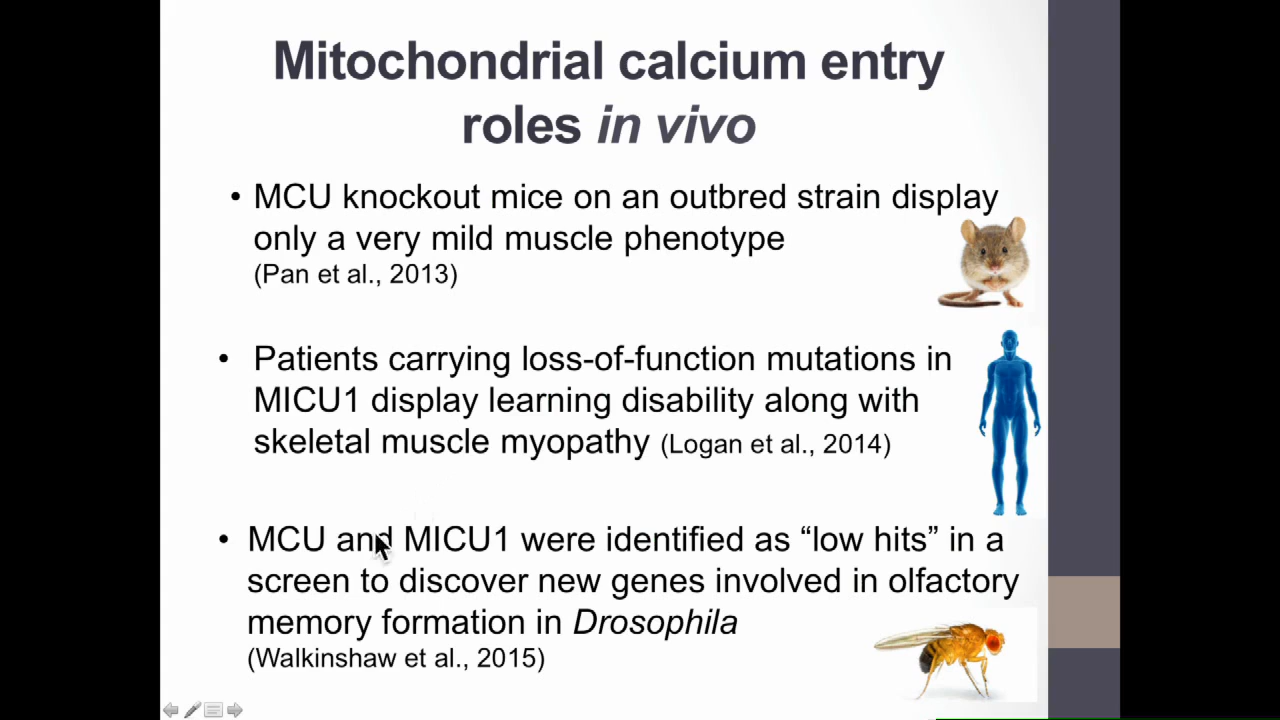 Mitochondrial calcium entry
roles in vivo
• MCU knockout mice on an outbred strain display
only a very mild muscle phenotype
(Pan et al., 2013)
• Patients carrying loss-of-function mutations in
MICU1 display learning disability along with
skeletal muscle myopathy (Logan et al., 2014)
• MCU and MICU1 were identified as “low hits” in a
screen to discover new genes involved in olfactory
memory formation in Drosophila
(Walkinshaw et al., 2015)